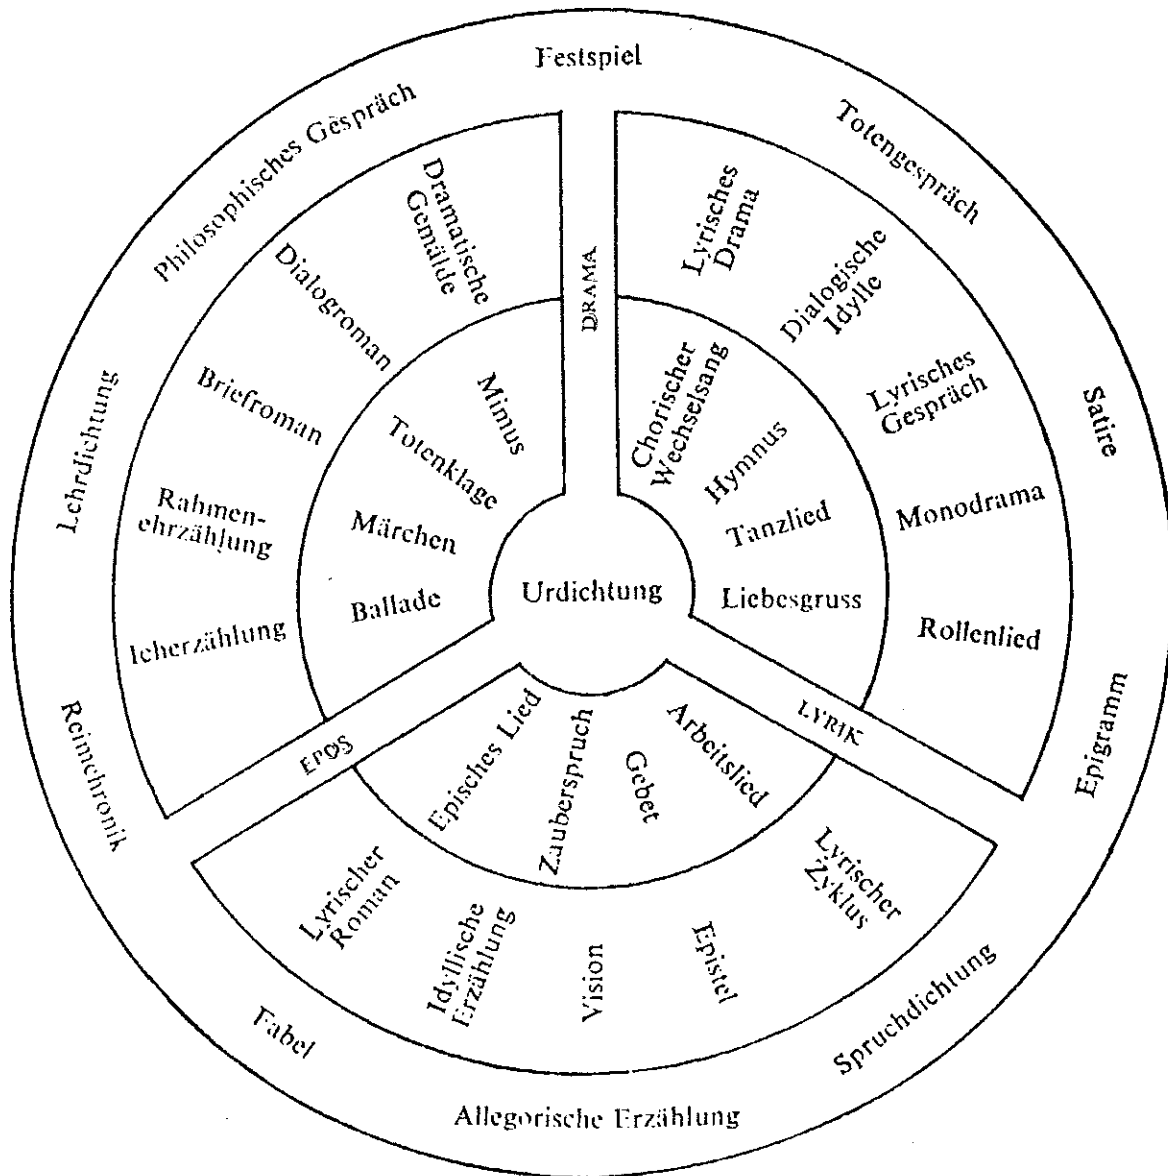 Festspiel
Totengespräch
Satire
Epigramm
Spruchdichtung
Allegorische Erzählung
Fabel
Reimchronik
Lehrdichtung
Philosophisches Gespräch
DRAMA
LYRIK
EPOS
Lyrisches
Drama
Dialogische
Idylle
Lyrisches
Gespräch
Monodrama
Rollenlied
Lyrischer
Zyklus
Epistel
Vision
Idyllische
Erzählung
Lyrischer
Roman
Icherzählung
Rahmen-
ehrzählung
Briefroman
Dialogroman
Dramatische
Gemälde
Chorischer
Wechselsang
Hymnus
Tanzlied
Liebesgruss
Arbeitslied
Gebet
Zauberspruch
Episches Lied
Ballade
Märchen
Totenklage
Mimus
Urdichtung